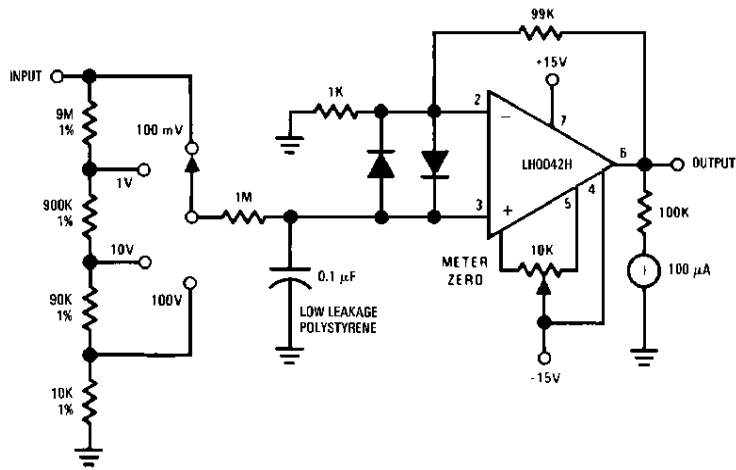 INPUT
9M
1%
100 mV
1V
900K
1%
10V
90K
1%
100V
10K
1%
1M
0.1 μF
LOW LEAKAGE
POLYSTYRENE
1K
99K
+15V
2
7
−
LH0042H
6
OUTPUT
4
3
+
5
METER
ZERO
10K
-15V
100K
100 μA